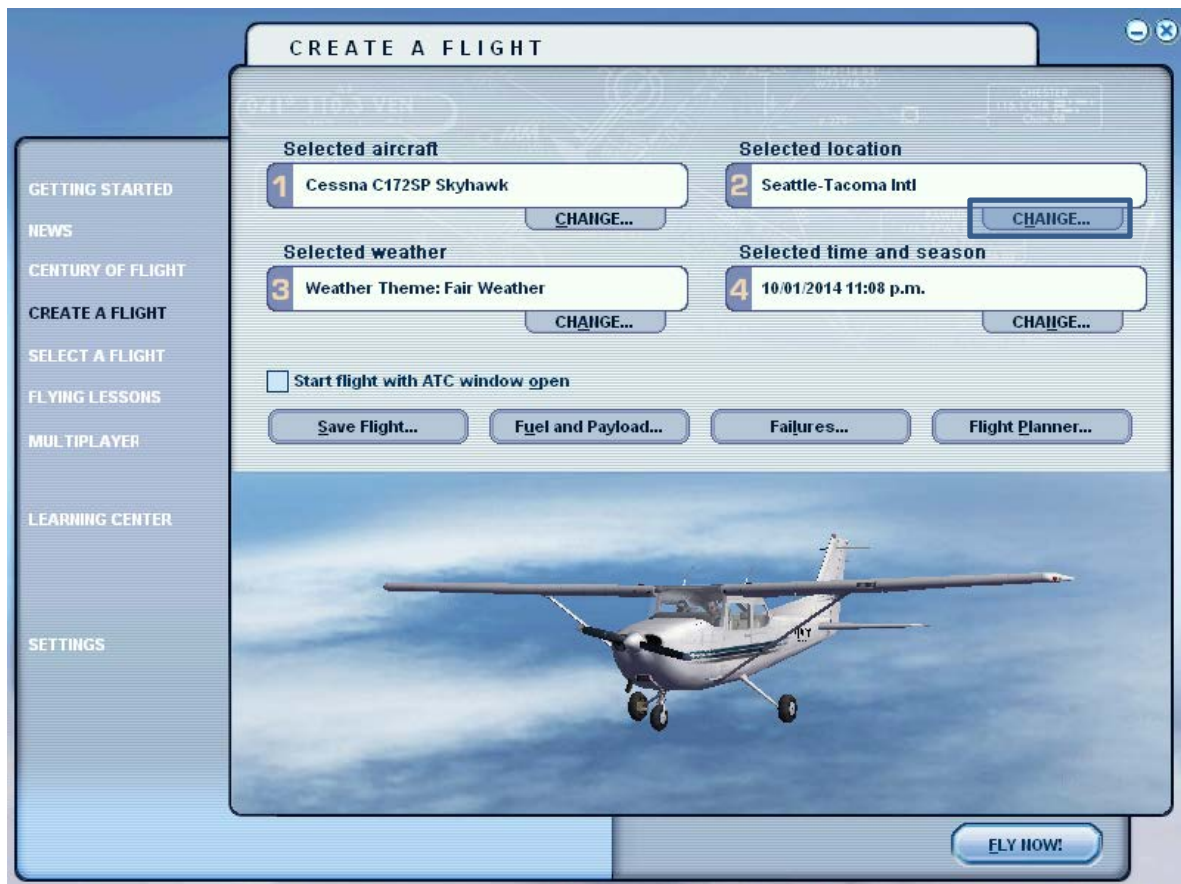 CREATE A FLIGHT
GETTING STARTED
NEWS
CENTURY OF FLIGHT
CREATE A FLIGHT
SELECT A FLIGHT
FLYING LESSONS
MULTIPLAYER
LEARNING CENTER
SETTINGS
Selected aircraft
1 Cessna C172SP Skyhawk
CHANGE...
Selected location
2 Seattle-Tacoma Intl
CHANGE...
Selected weather
3 Weather Theme: Fair Weather
CHANGE...
Selected time and season
4 10/01/2014 11:08 p.m.
CHANGE...
Start flight with ATC window open
Save Flight... Fuel and Payload... Failures... Flight Planner...
FLY NOW!